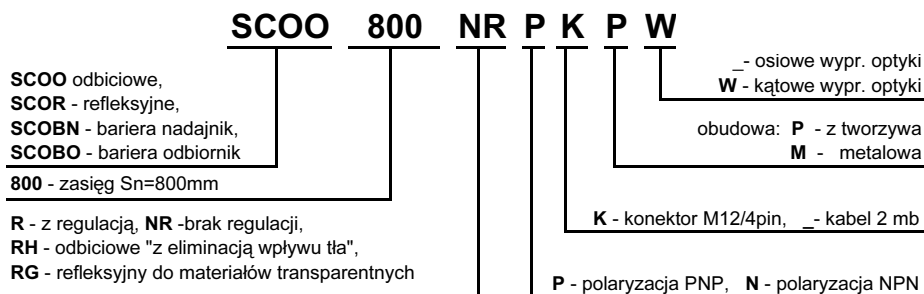 SCOO 800 NR P K P W
_- osiowe wypr. optyki
W - kątowe wypr. optyki
SCOO odbiciowe,
SCOR - refleksyjne,
SCOBN - bariera nadajnik,
SCOBO - bariera odbiornik
obudowa: P - z tworzywa
M - metalowa
800 - zasięg Sn=800mm
R - z regulacją, NR -brak regulacji,
RH - odbiciowe "z eliminacją wpływu tła",
RG - refleksyjny do materiałów transparentnych
K - konektor M12/4pin, _- kabel 2 mb
P - polaryzacja PNP, N - polaryzacja NPN